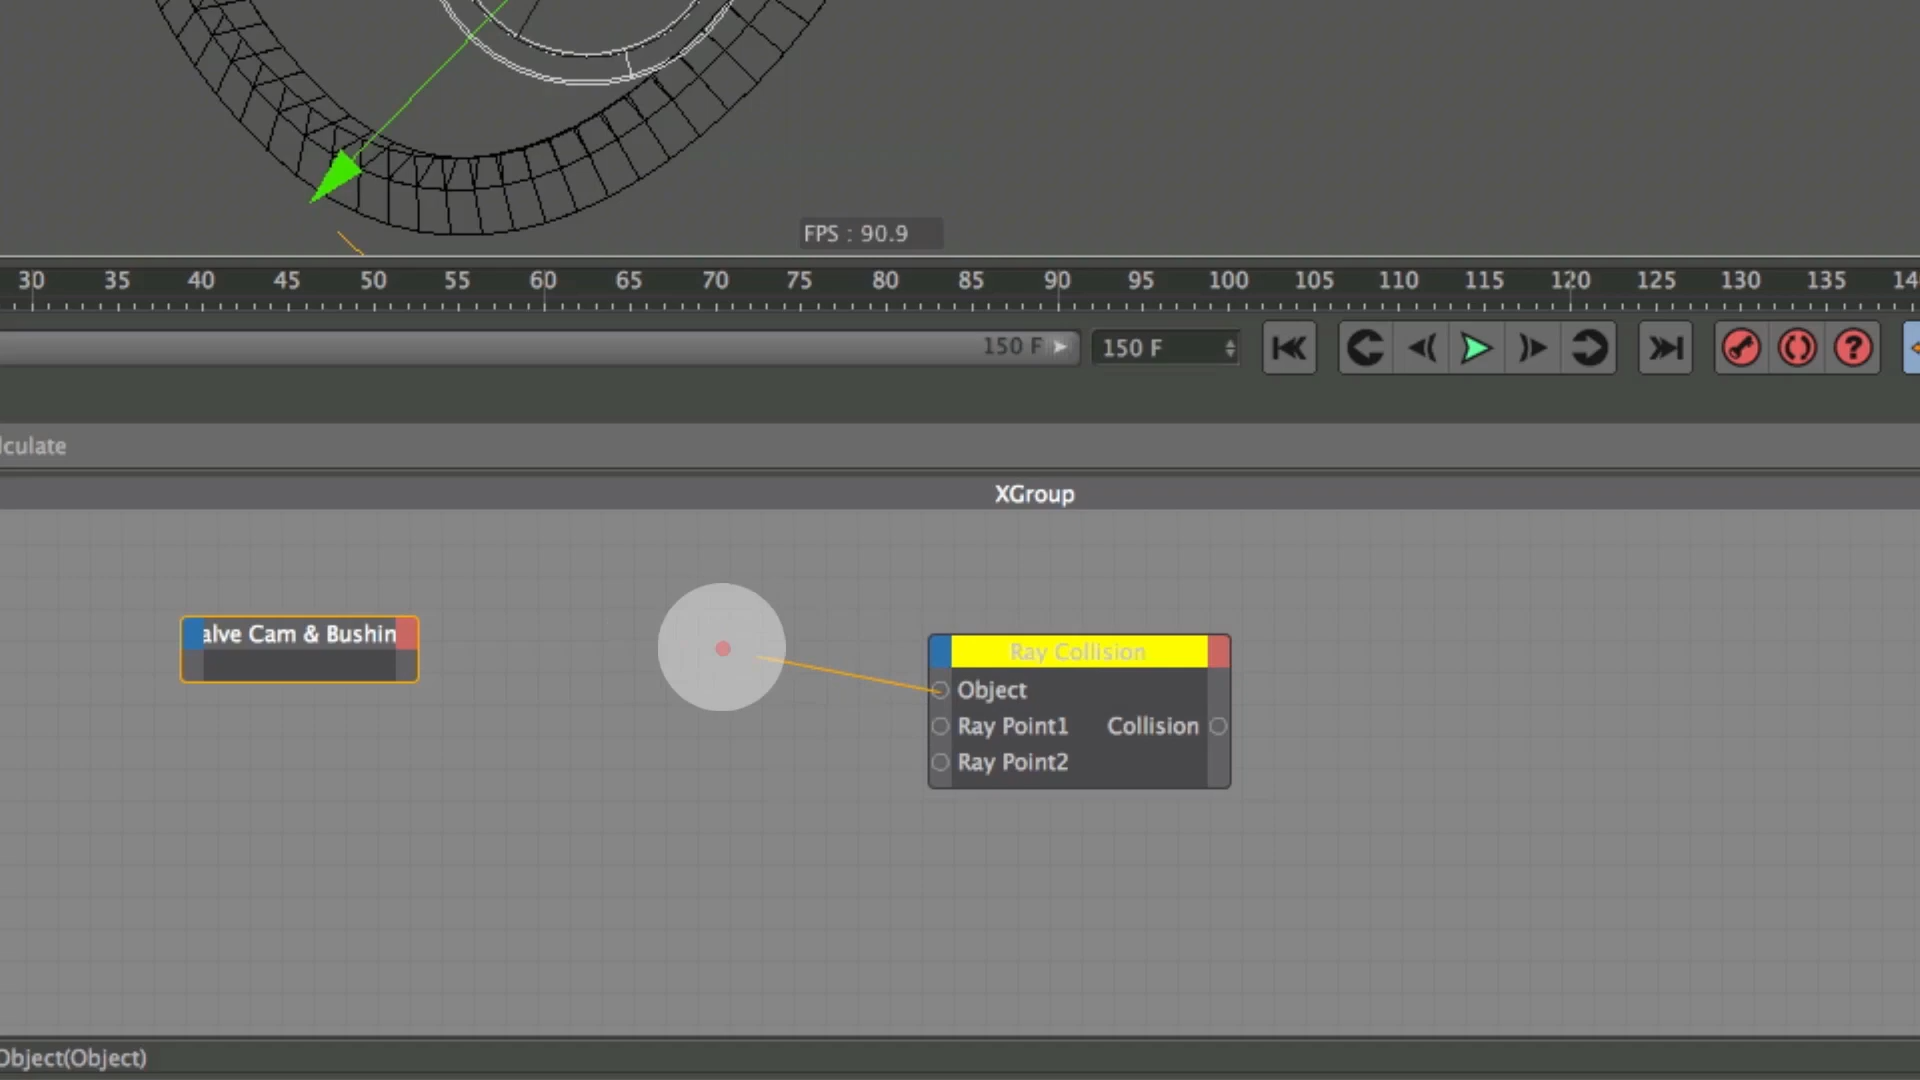 FPS : 90.9
30 35 40 45 50 55 60 65 70 75 80 85 90 95 100 105 110 115 120 125 130 135 140
150 F 150 F
lculate
XGroup
alve Cam & Bushin
Ray Collision
Object
Ray Point1 Collision
Ray Point2
Object(Object)